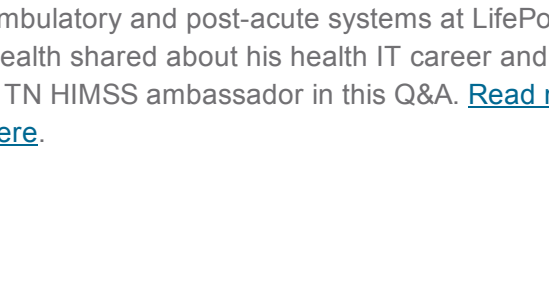 mbulatory and post-acute systems at LifePo
ealth shared about his health IT career and
TN HIMSS ambassador in this Q&A. Read
ere.